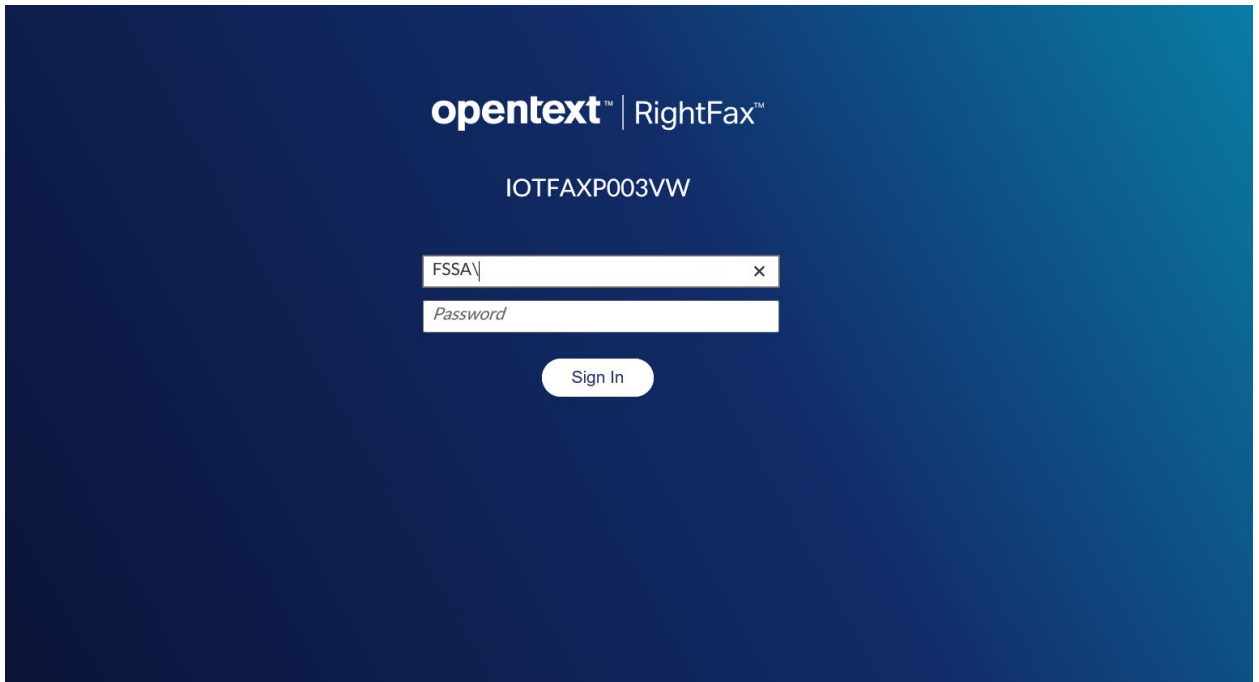 opentext™ | RightFax™
IOTFAXP003VW
FSSA\
Password
Sign In